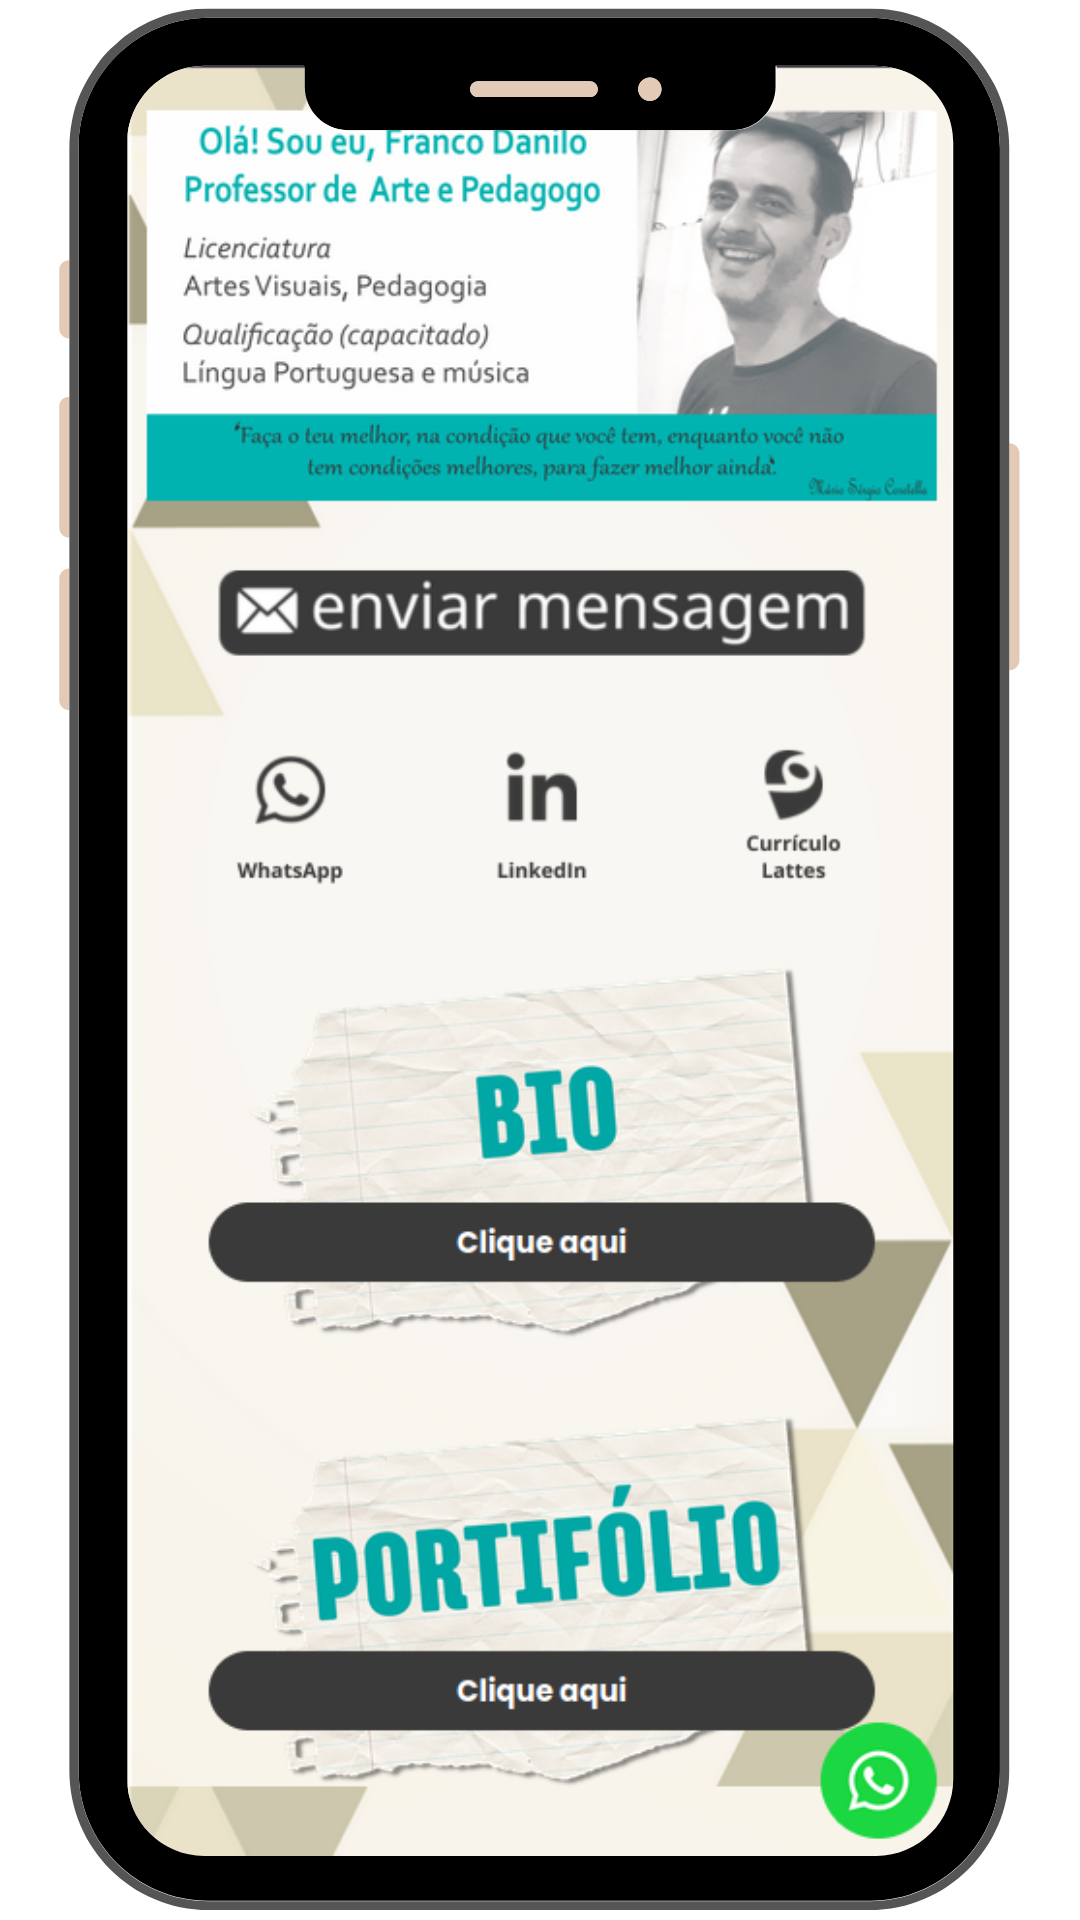 Olá! Sou eu, Franco Danilo
Professor de Arte e Pedagogo
Licenciatura
Artes Visuais, Pedagogia
Qualificação (capacitado)
Língua Portuguesa e música
"Faça o teu melhor, na condição que você tem, enquanto você não
tem condições melhores, para fazer melhor ainda".
Mário Sérgio Cortella
enviar mensagem
WhatsApp
LinkedIn
Currículo
Lattes
BIO
Clique aqui
PORTIFÓLIO
Clique aqui